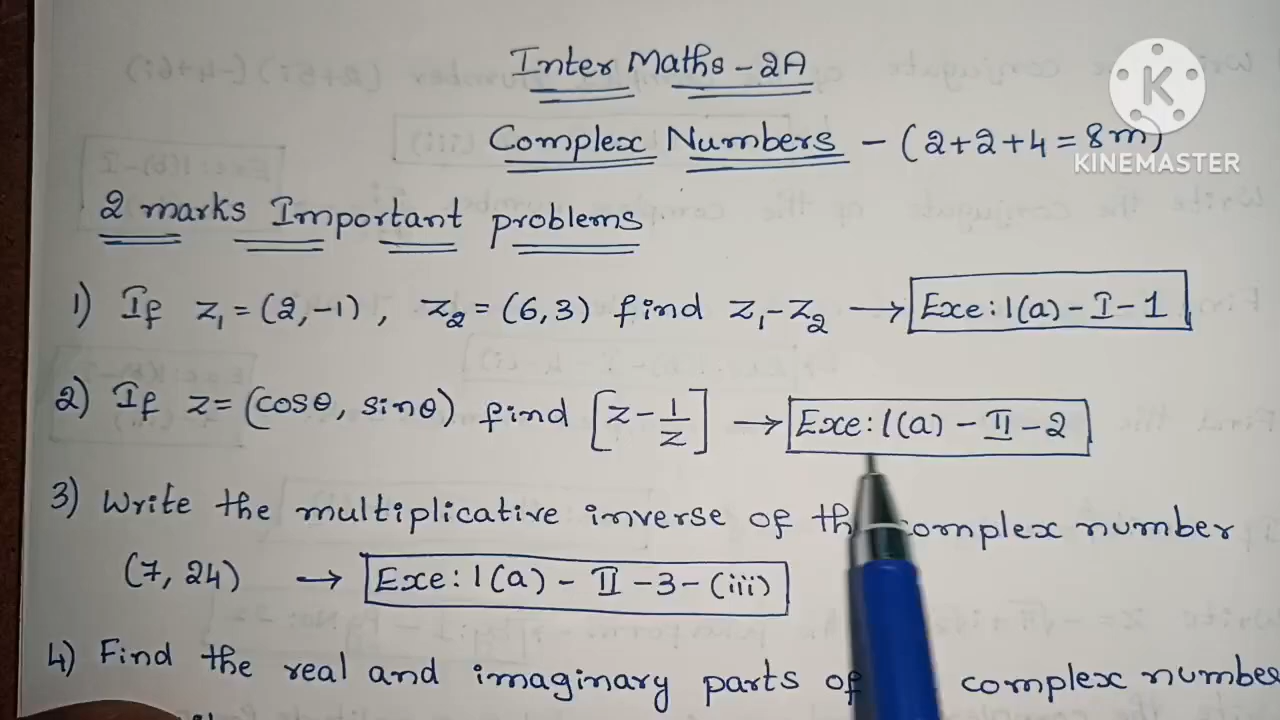 Inter Maths - 2A
Complex Numbers - (2+2+4=8m)
K
KINEMASTER
2 marks Important problems
1) If z₁ = (2,-1), z₂ = (6,3) find z₁-z₂ → Exe: 1(a) - I - 1
2) If z = (cosθ, sinθ) find [z - 1/z] → Exe: 1(a) - II - 2
3) Write the multiplicative inverse of th complex number
(7, 24) → Exe: 1(a) - II - 3 - (iii)
4) Find the real and imaginary parts of complex number